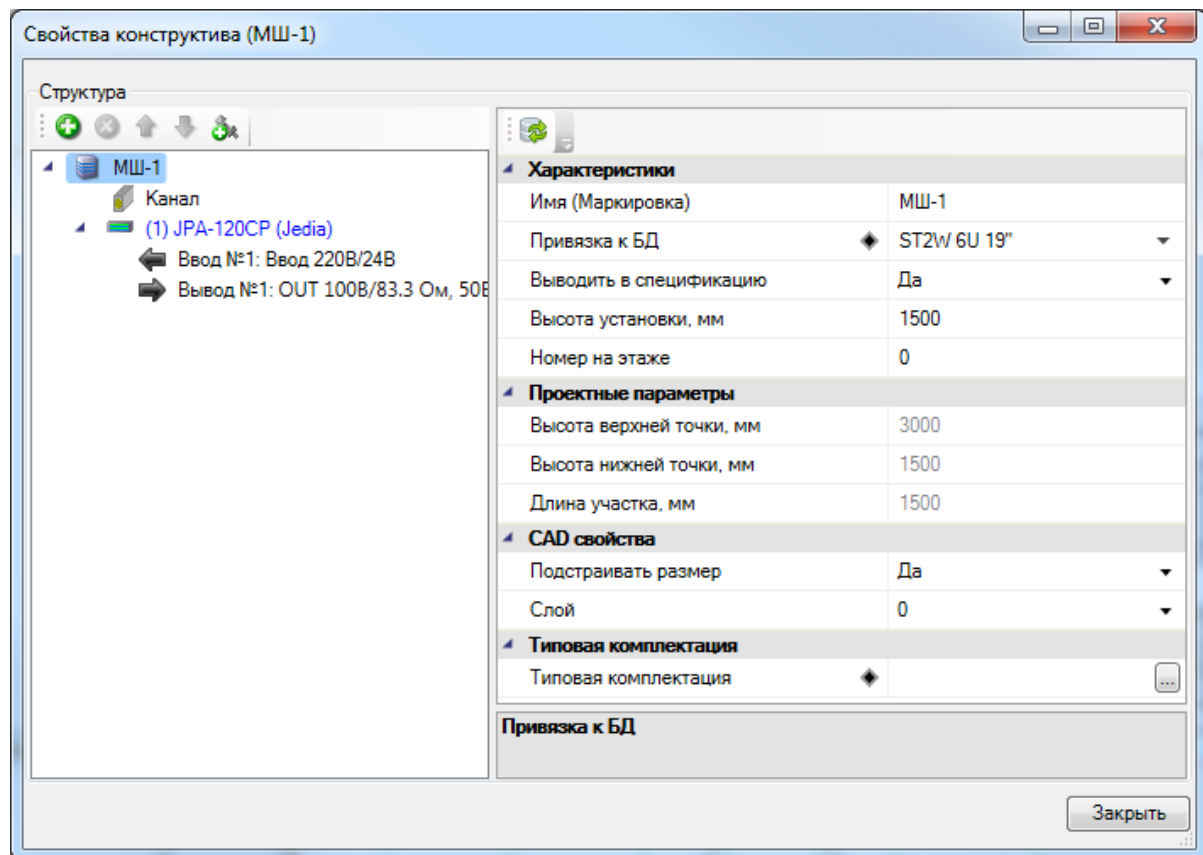 Свойства конструктива (МШ-1)
Структура
МШ-1
Канал
(1) JPA-120CP (Jedia)
Ввод №1: Ввод 220В/24В
Вывод №1: OUT 100В/83.3 Ом, 50В
Характеристики
Имя (Маркировка) МШ-1
Привязка к БД ST2W 6U 19"
Выводить в спецификацию Да
Высота установки, мм 1500
Номер на этаже 0
Проектные параметры
Высота верхней точки, мм 3000
Высота нижней точки, мм 1500
Длина участка, мм 1500
CAD свойства
Подстраивать размер Да
Слой 0
Типовая комплектация
Типовая комплектация ...
Привязка к БД
Закрыть